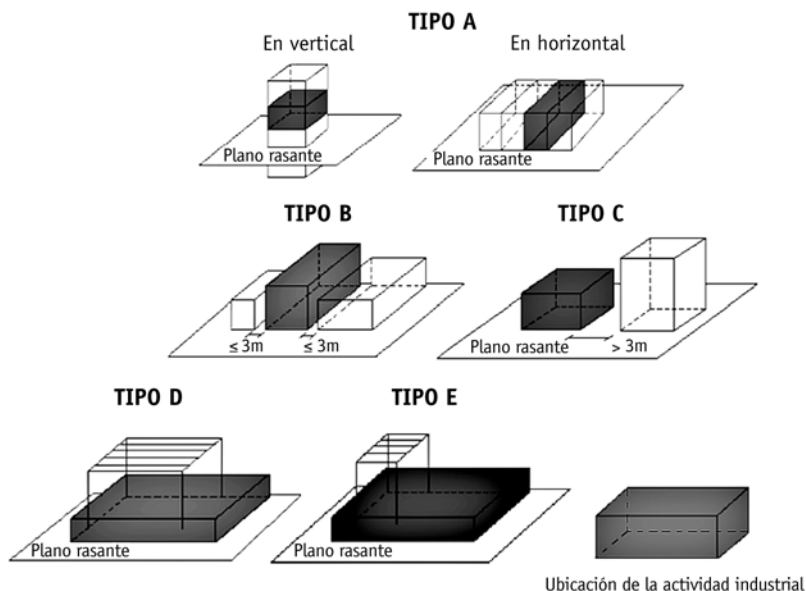 TIPO A
En vertical
En horizontal
Plano rasante
Plano rasante
TIPO B
TIPO C
≤ 3m
≤ 3m
Plano rasante
> 3m
TIPO D
TIPO E
Plano rasante
Plano rasante
Ubicación de la actividad industrial